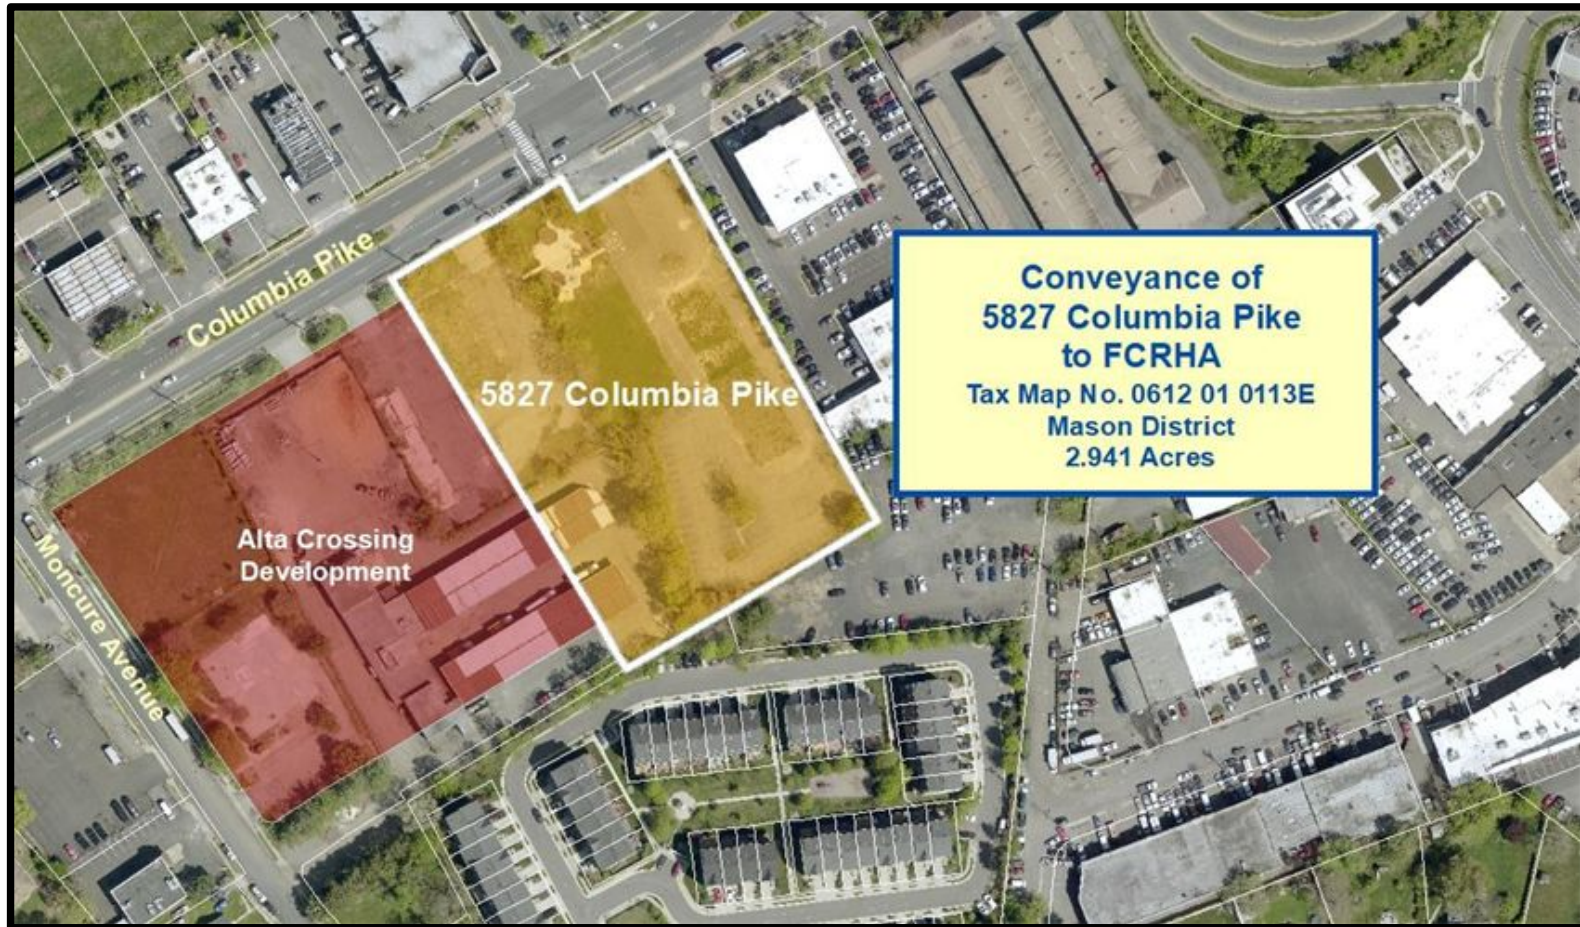 Columbia Pike
5827 Columbia Pike
Alta Crossing
Development
Moncure Avenue
Conveyance of
5827 Columbia Pike
to FCRHA
Tax Map No. 0612 01 0113E
Mason District
2.941 Acres